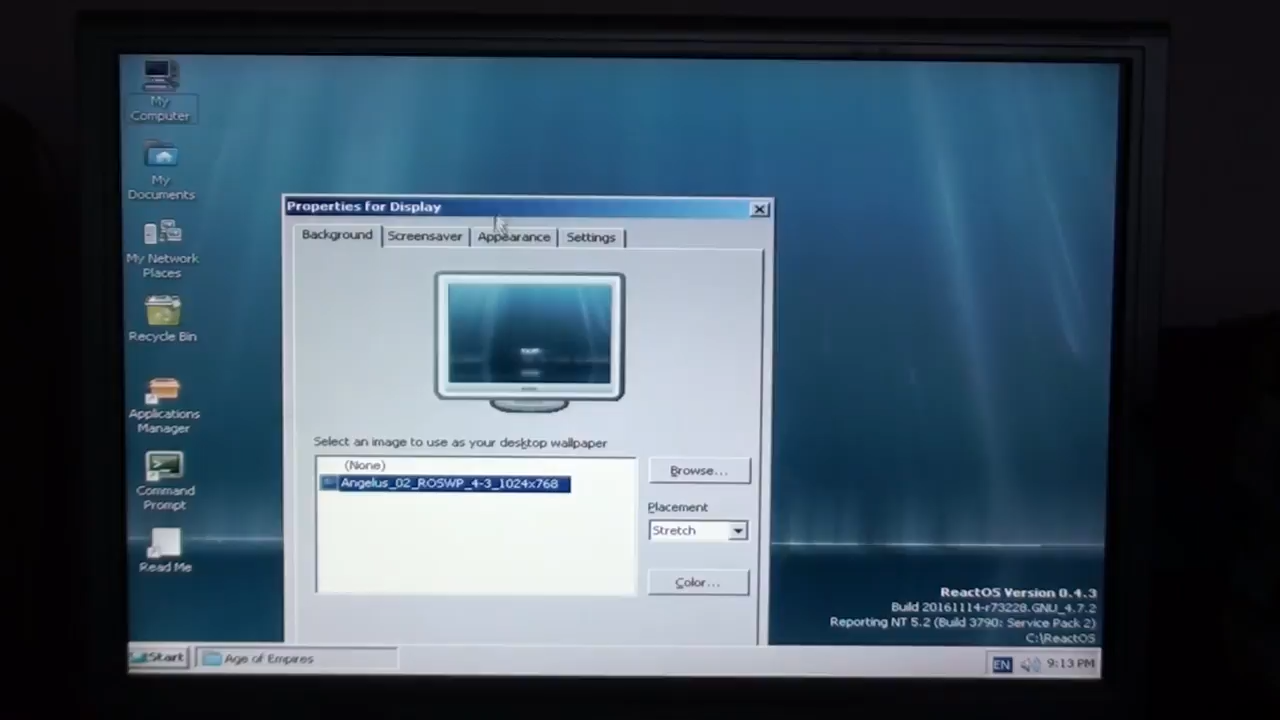 My
Computer
My
Documents
My Network
Places
Recycle Bin
Applications
Manager
Command
Prompt
Read Me
Properties for Display
Background
Screensaver
Appearance
Settings
Select an image to use as your desktop wallpaper
(None)
Angelus_02_ROSWP_4-3_1024x768
Browse...
Placement
Stretch
Color...
ReactOS Version 0.4.3
Build 20161114-r73228.GNU_4.7.2
Reporting NT 5.2 (Build 3790: Service Pack 2)
C:\ReactOS
Start
Age of Empires
EN
9:13 PM